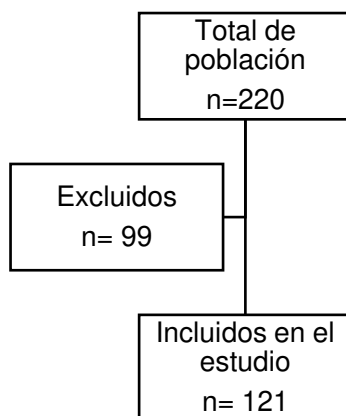 Total de
población
n=220
Excluidos
n= 99
Incluidos en el
estudio
n= 121